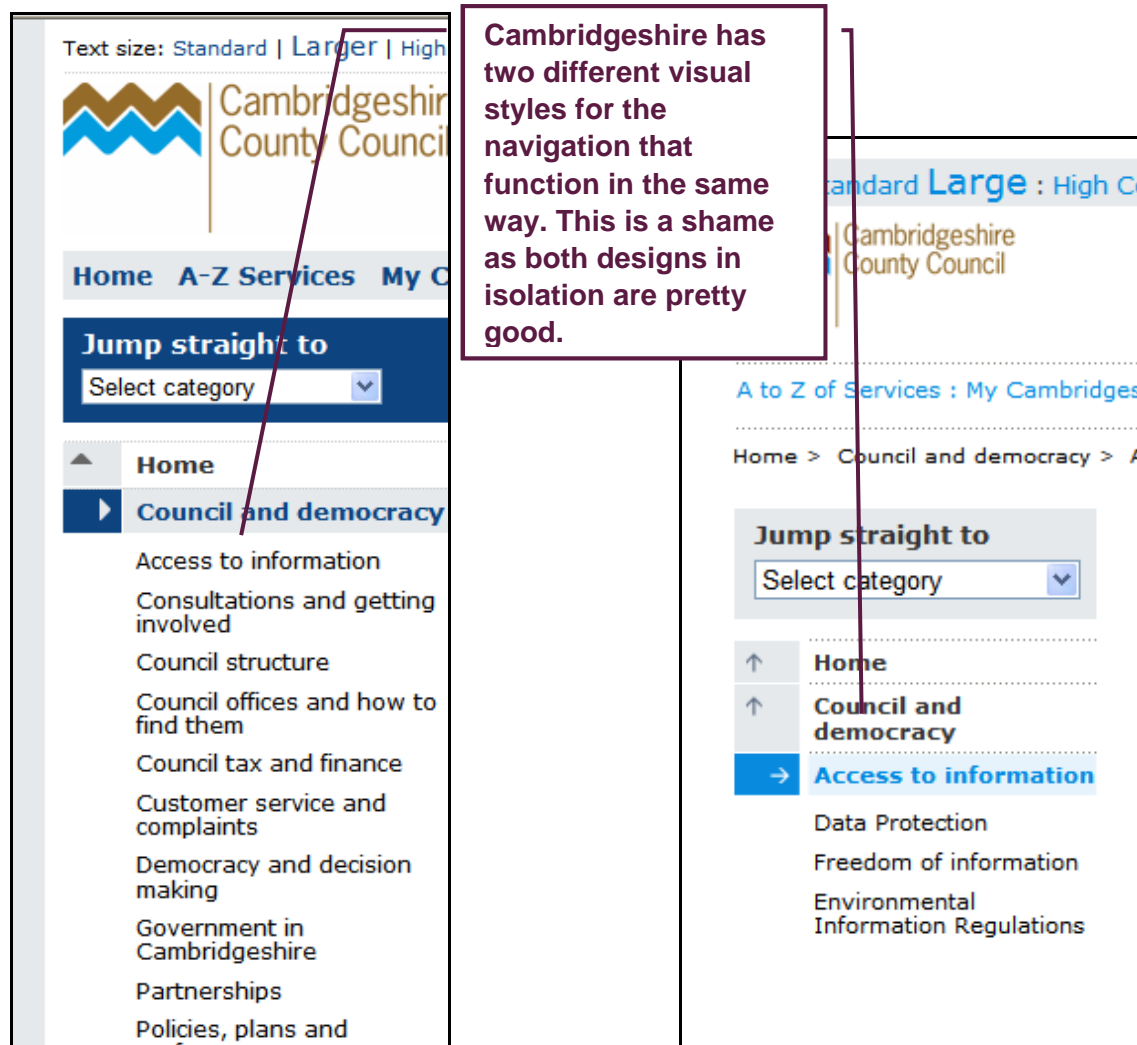 Text size: Standard | Larger | High
Cambridgeshir
County Council
Home A-Z Services My C
Jump straight to
Select category
Home
Council and democracy
Access to information
Consultations and getting
involved
Council structure
Council offices and how to
find them
Council tax and finance
Customer service and
complaints
Democracy and decision
making
Government in
Cambridgeshire
Partnerships
Policies, plans and
Cambridgeshire has
two different visual
styles for the
navigation that
function in the same
way. This is a shame
as both designs in
isolation are pretty
good.
andard Large : High C
Cambridgeshire
County Council
A to Z of Services : My Cambridges
Home > Council and democracy > A
Jump straight to
Select category
Home
Council and
democracy
Access to information
Data Protection
Freedom of information
Environmental
Information Regulations